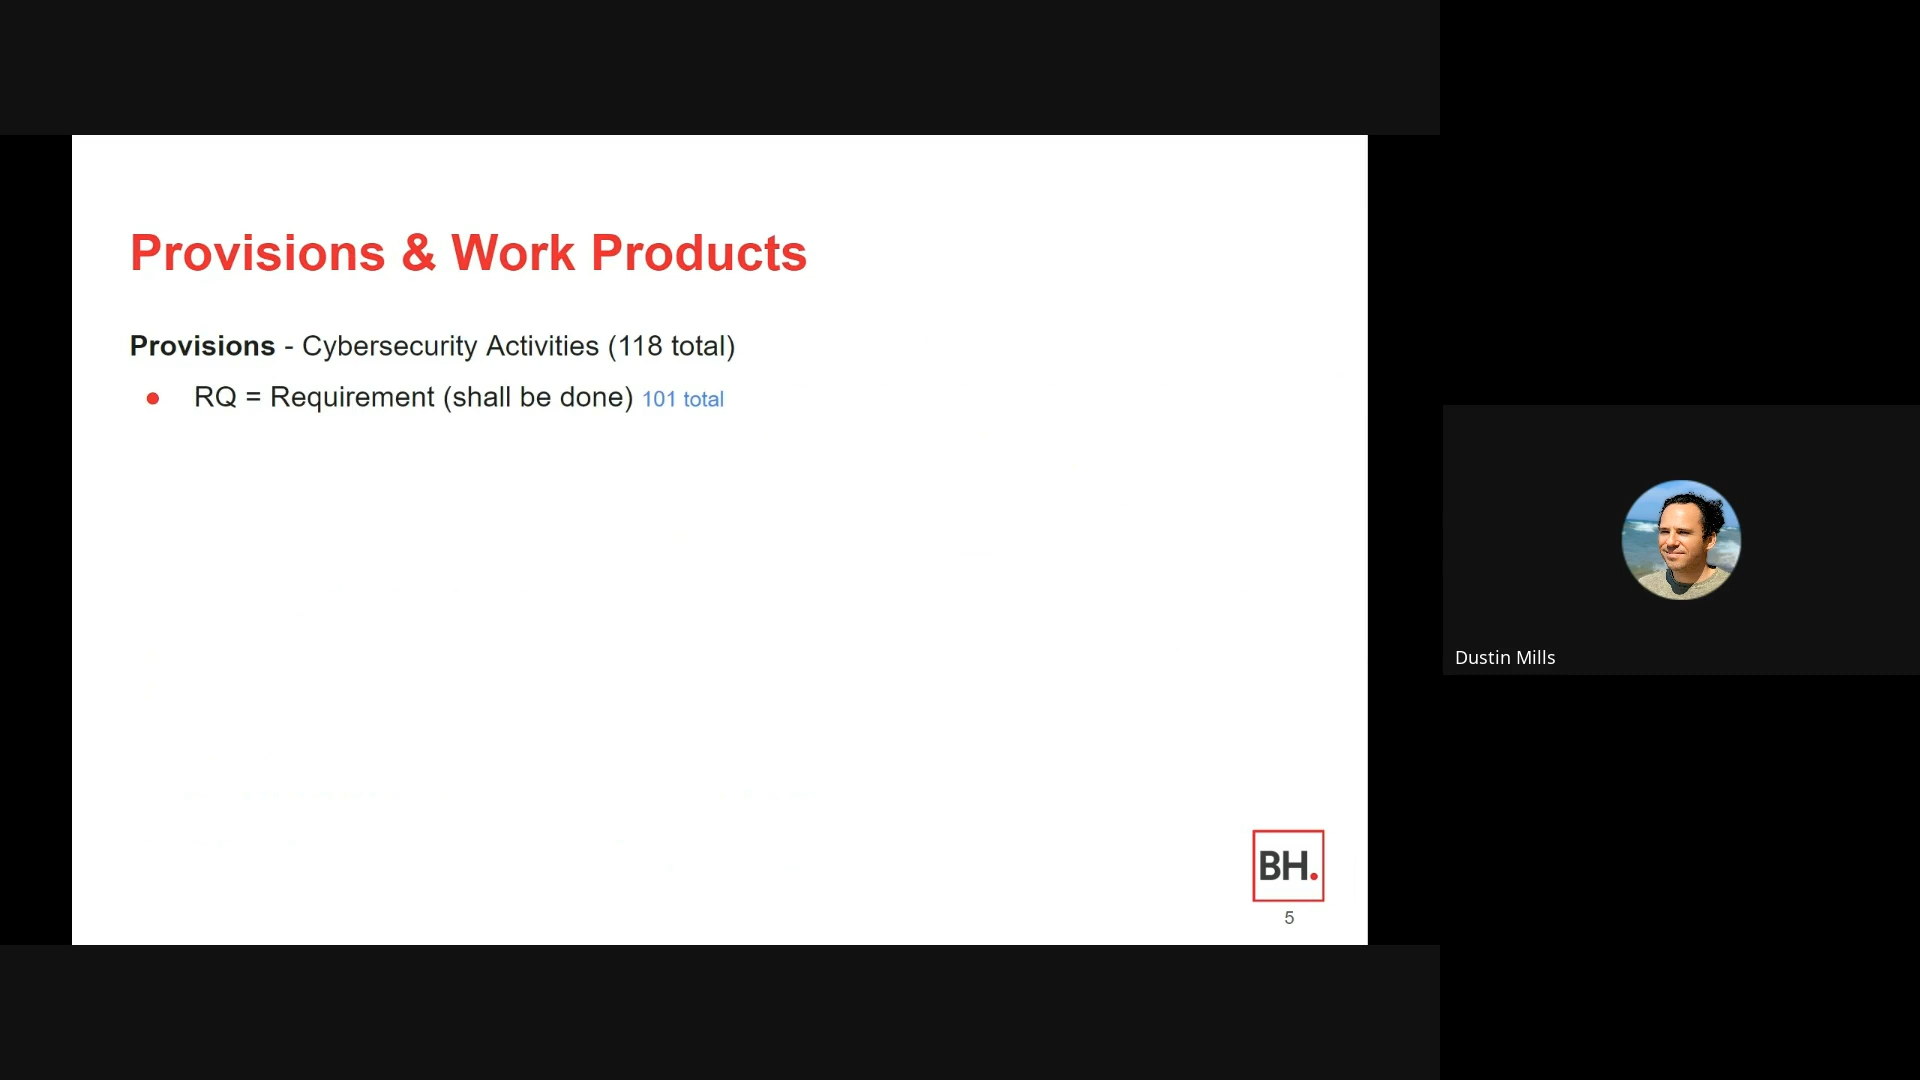 Provisions & Work Products
Provisions - Cybersecurity Activities (118 total)
● RQ = Requirement (shall be done) 101 total
BH.
5
Dustin Mills